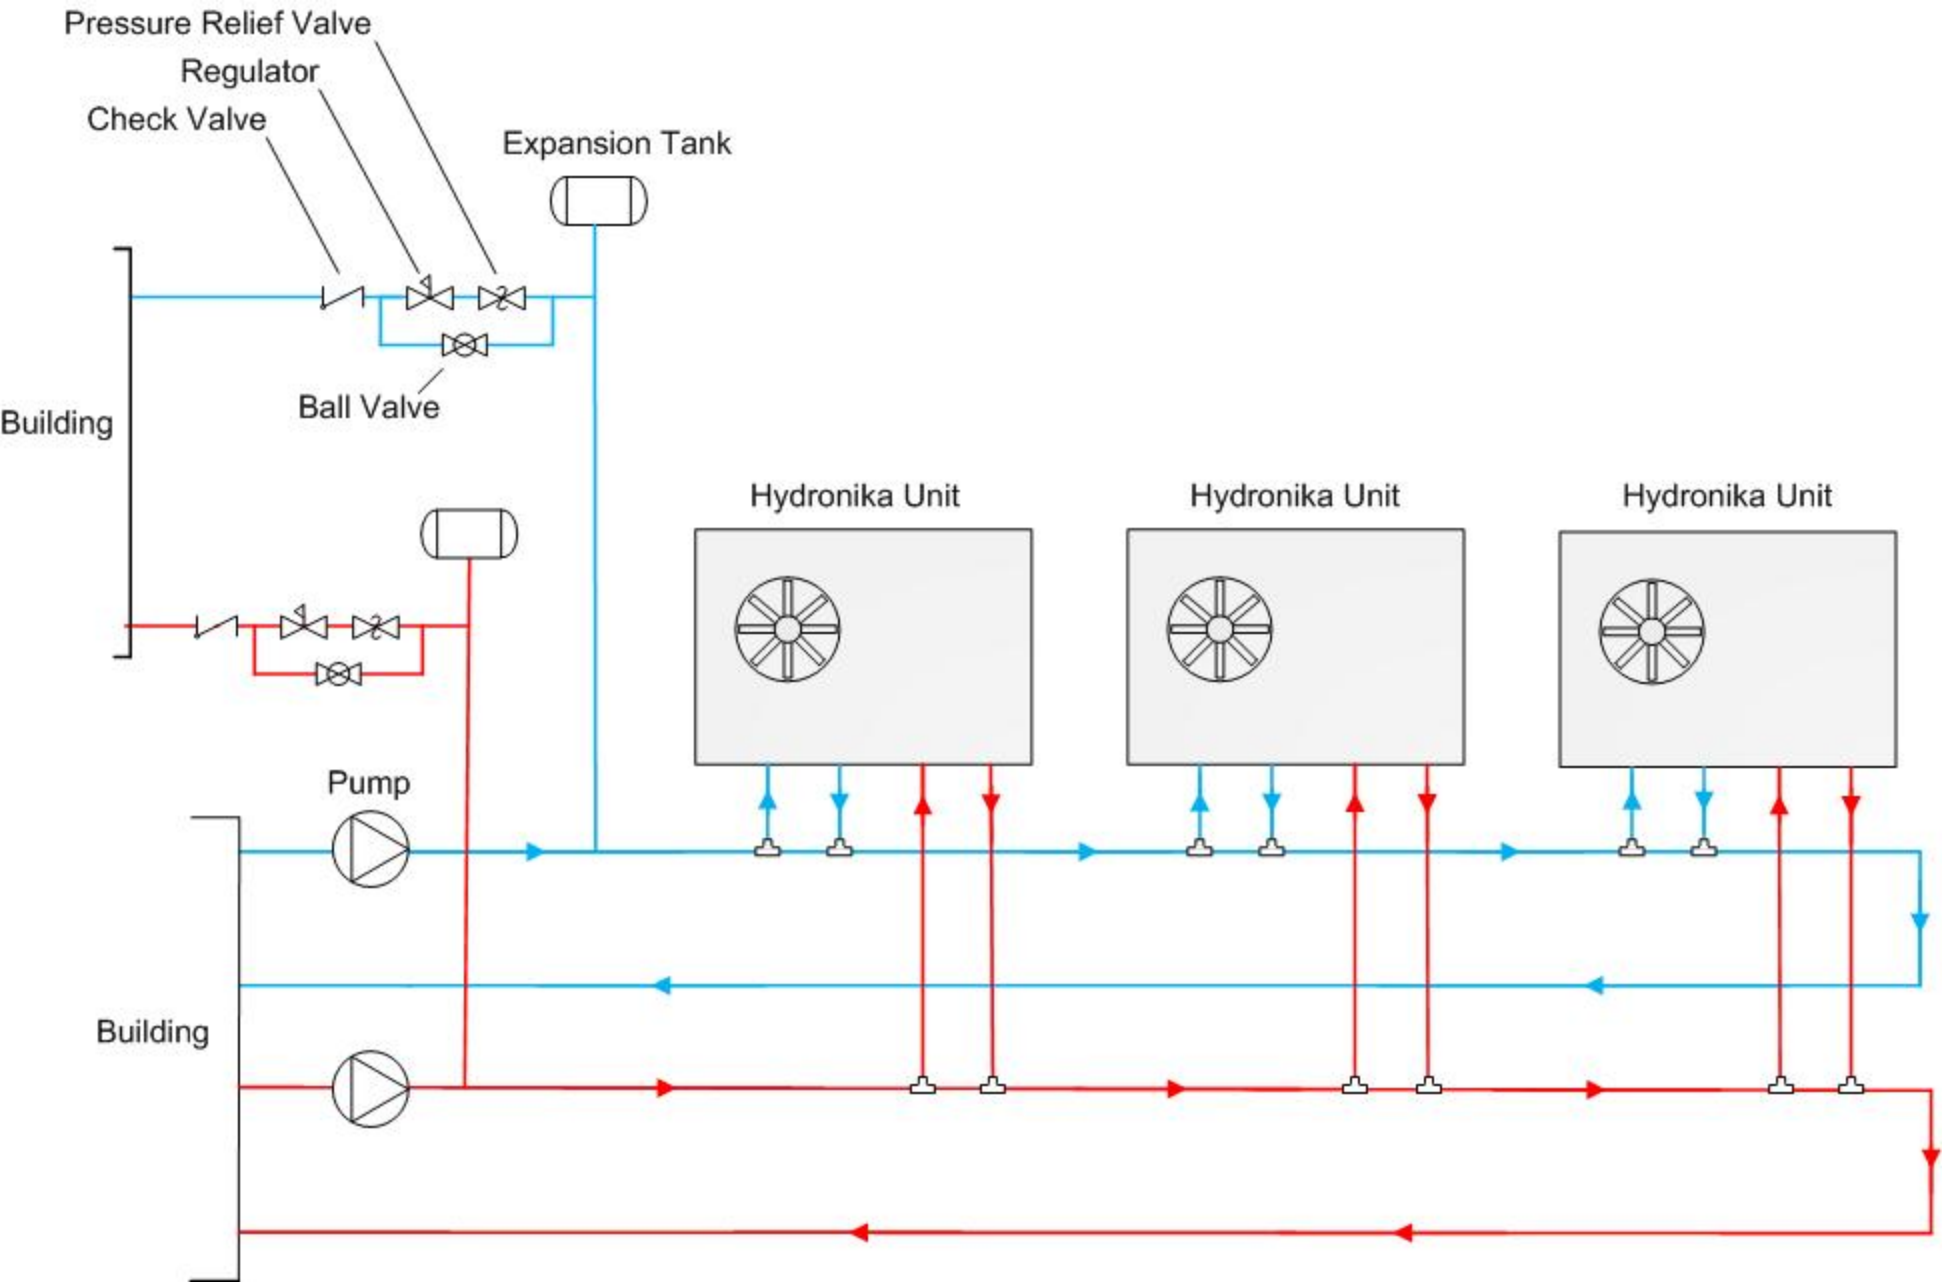 Pressure Relief Valve
Regulator
Check Valve
Expansion Tank
Ball Valve
Building
Hydronika Unit
Hydronika Unit
Hydronika Unit
Pump
Building